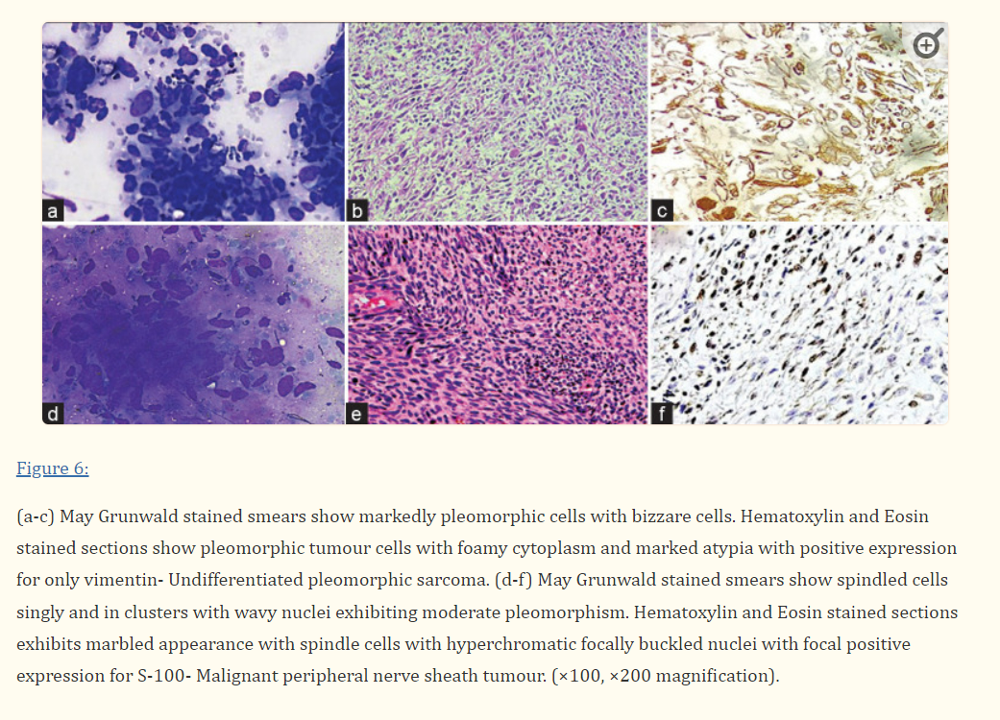 a
b
c
d
e
f
Figure 6:
(a-c) May Grunwald stained smears show markedly pleomorphic cells with bizzare cells. Hematoxylin and Eosin
stained sections show pleomorphic tumour cells with foamy cytoplasm and marked atypia with positive expression
for only vimentin- Undifferentiated pleomorphic sarcoma. (d-f) May Grunwald stained smears show spindled cells
singly and in clusters with wavy nuclei exhibiting moderate pleomorphism. Hematoxylin and Eosin stained sections
exhibits marbled appearance with spindle cells with hyperchromatic focally buckled nuclei with focal positive
expression for S-100- Malignant peripheral nerve sheath tumour. (×100, ×200 magnification).